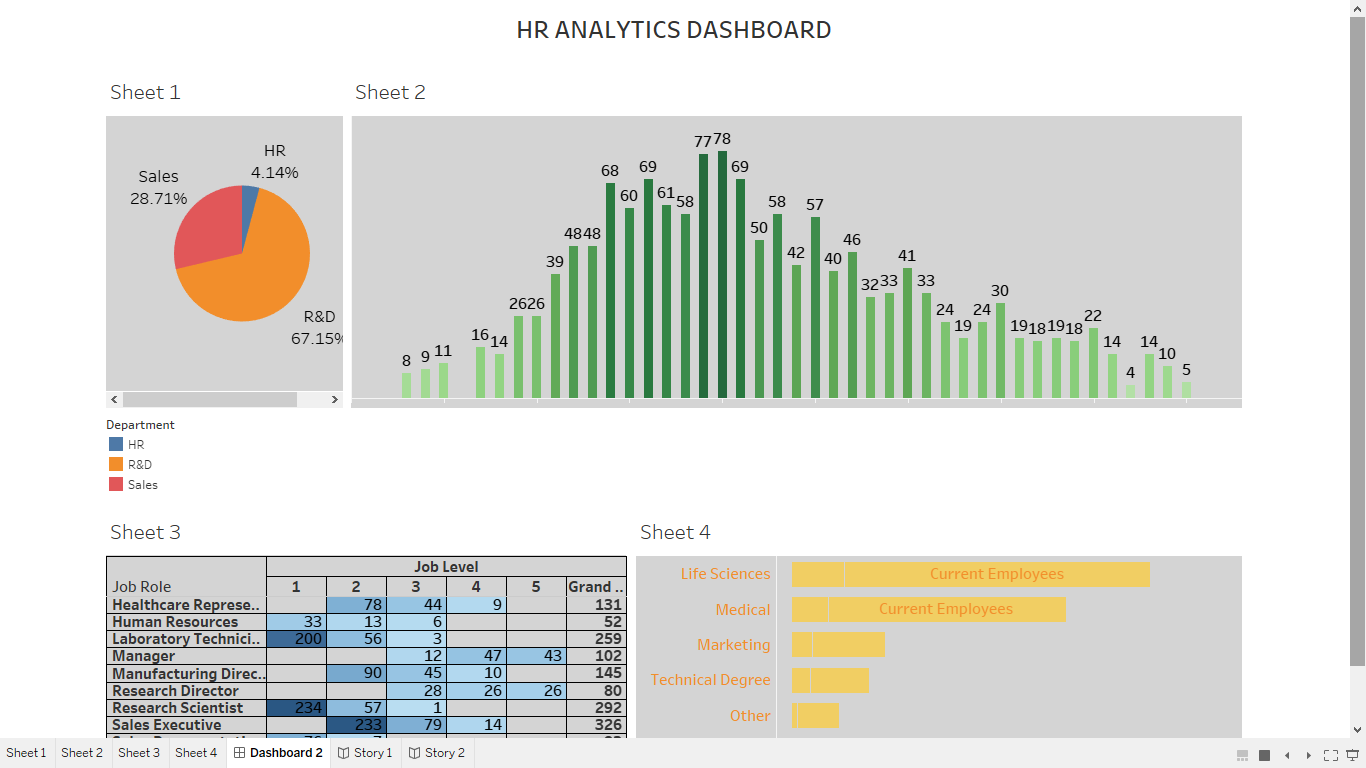 HR ANALYTICS DASHBOARD
Sheet 1
Sheet 2
HR
4.14%
Sales
28.71%
R&D
67.15%
8 9 11 16 14 26 26 39 48 48 68 60 69 61 58 77 78 69 50 58 42 57 40 46 32 33 41 33 24 19 24 30 19 18 19 18 22 14 4 14 10 5
Department
HR
R&D
Sales
Sheet 3
Sheet 4
Job Level
Job Role 1 2 3 4 5 Grand ..
Healthcare Represe.. 78 44 9 131
Human Resources 33 13 6 52
Laboratory Technici.. 200 56 3 259
Manager 12 47 43 102
Manufacturing Direc.. 90 45 10 145
Research Director 28 26 26 80
Research Scientist 234 57 1 292
Sales Executive 233 79 14 326
Life Sciences Current Employees
Medical Current Employees
Marketing
Technical Degree
Other
Sheet 1 Sheet 2 Sheet 3 Sheet 4 Dashboard 2 Story 1 Story 2